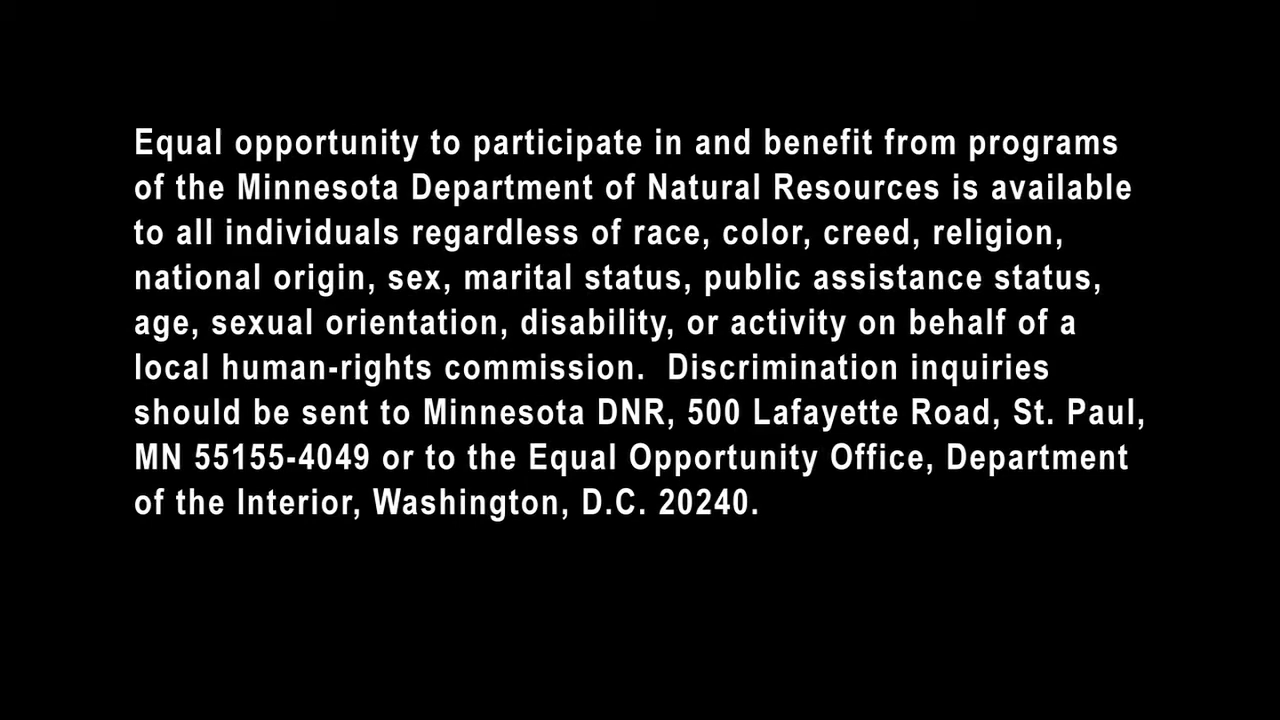 Equal opportunity to participate in and benefit from programs
of the Minnesota Department of Natural Resources is available
to all individuals regardless of race, color, creed, religion,
national origin, sex, marital status, public assistance status,
age, sexual orientation, disability, or activity on behalf of a
local human-rights commission.  Discrimination inquiries
should be sent to Minnesota DNR, 500 Lafayette Road, St. Paul,
MN 55155-4049 or to the Equal Opportunity Office, Department
of the Interior, Washington, D.C. 20240.